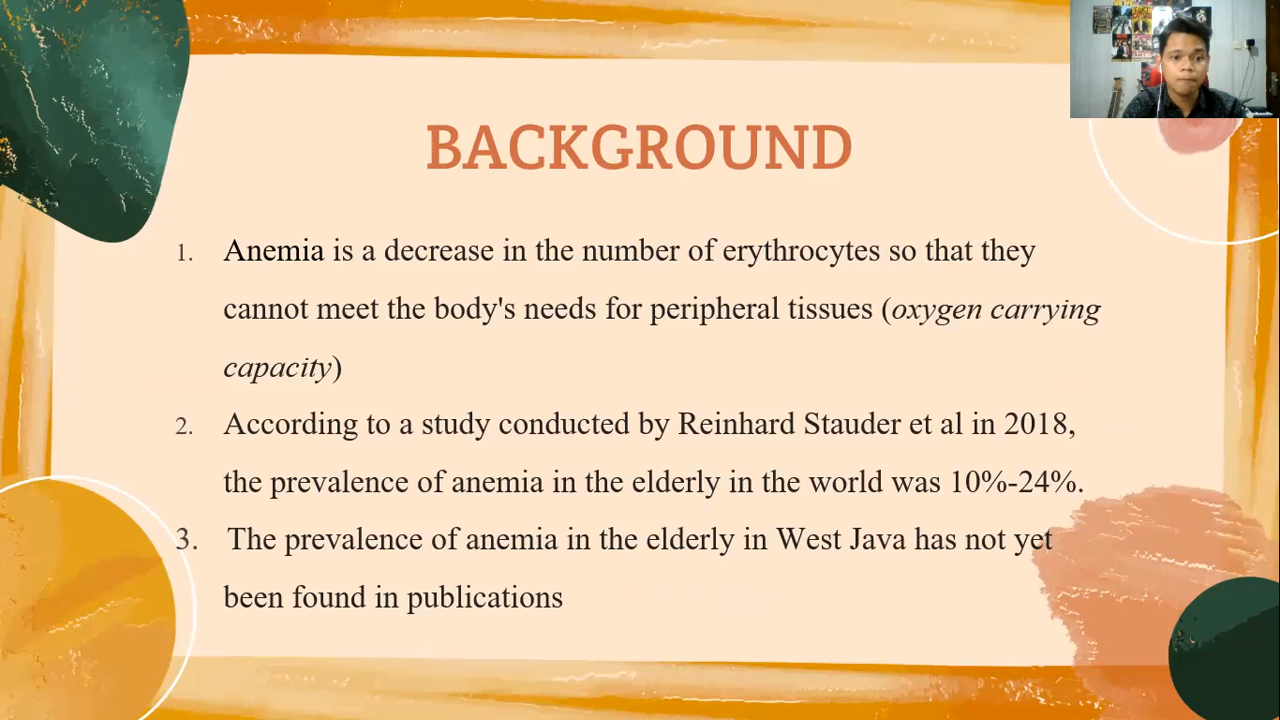 BACKGROUND
1. Anemia is a decrease in the number of erythrocytes so that they
cannot meet the body's needs for peripheral tissues (oxygen carrying
capacity)
2. According to a study conducted by Reinhard Stauder et al in 2018,
the prevalence of anemia in the elderly in the world was 10%-24%.
3. The prevalence of anemia in the elderly in West Java has not yet
been found in publications